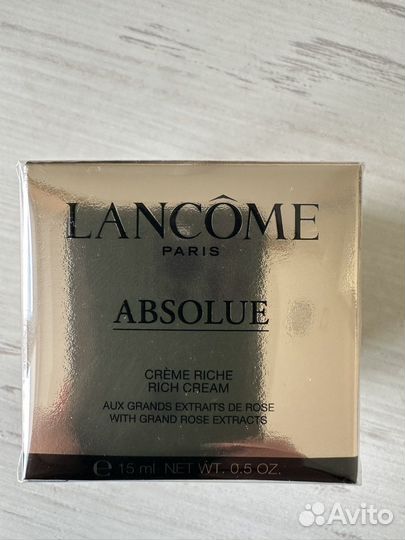 LANCÔME
PARIS
ABSOLUE
CRÈME RICHE
RICH CREAM
AUX GRANDS EXTRAITS DE ROSE
WITH GRAND ROSE EXTRACTS
℮ 15 ml NET WT. 0.5 OZ.
Avito